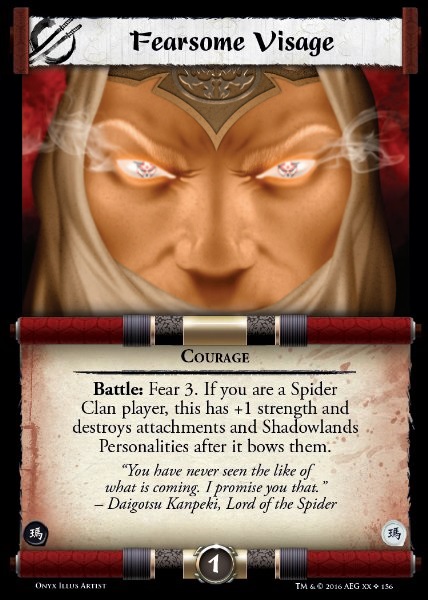 Fearsome Visage
Courage
Battle: Fear 3. If you are a Spider
Clan player, this has +1 strength and
destroys attachments and Shadowlands
Personalities after it bows them.
“You have never seen the like of
what is coming. I promise you that.”
– Daigotsu Kanpeki, Lord of the Spider
瑪
瑪
1
Onyx Illus Artist
TM & © 2016 AEG XX ❖ 156